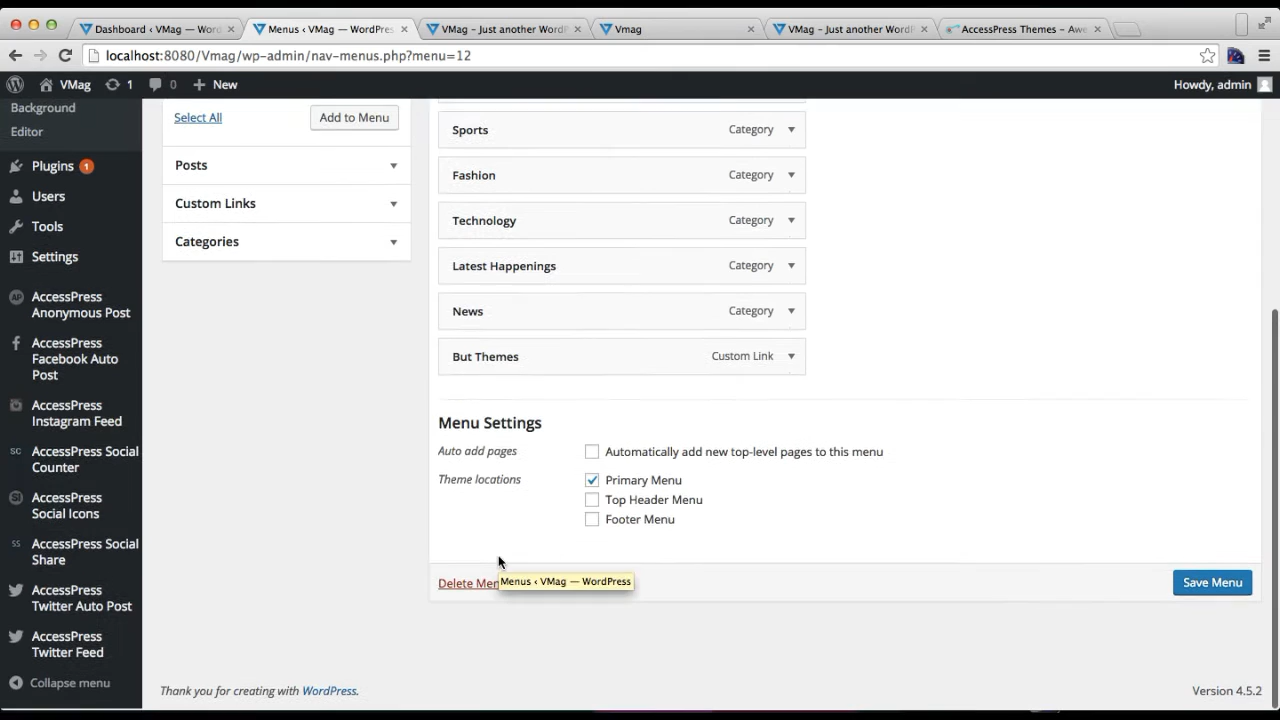 Dashboard ‹ VMag — Wor
Menus ‹ VMag — WordPres
VMAG - Just another Word
Vmag
VMag - Just another WordP
AccessPress Themes - Awe
localhost:8080/Vmag/wp-admin/nav-menus.php?menu=12
VMag
1
0
New
Howdy, admin
Background
Editor
Plugins 1
Users
Tools
Settings
AccessPress
Anonymous Post
AccessPress
Facebook Auto
Post
AccessPress
Instagram Feed
SC AccessPress Social
Counter
AccessPress
Social Icons
SS AccessPress Social
Share
AccessPress
Twitter Auto Post
AccessPress
Twitter Feed
Collapse menu
Select All
Add to Menu
Posts
Custom Links
Categories
Sports Category
Fashion Category
Technology Category
Latest Happenings Category
News Category
But Themes Custom Link
Menu Settings
Auto add pages Automatically add new top-level pages to this menu
Theme locations Primary Menu
Top Header Menu
Footer Menu
Delete Men
Menus ‹ VMag — WordPress
Save Menu
Thank you for creating with WordPress.
Version 4.5.2